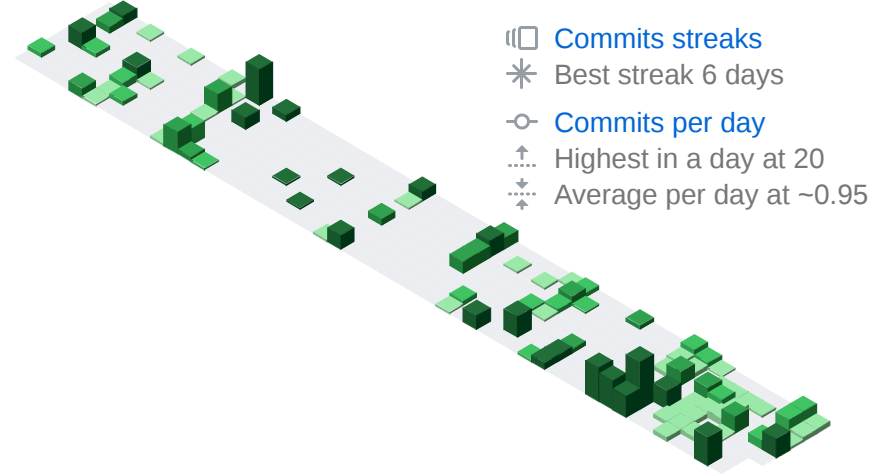 Commits streaks
Best streak 6 days
Commits per day
Highest in a day at 20
Average per day at ~0.95